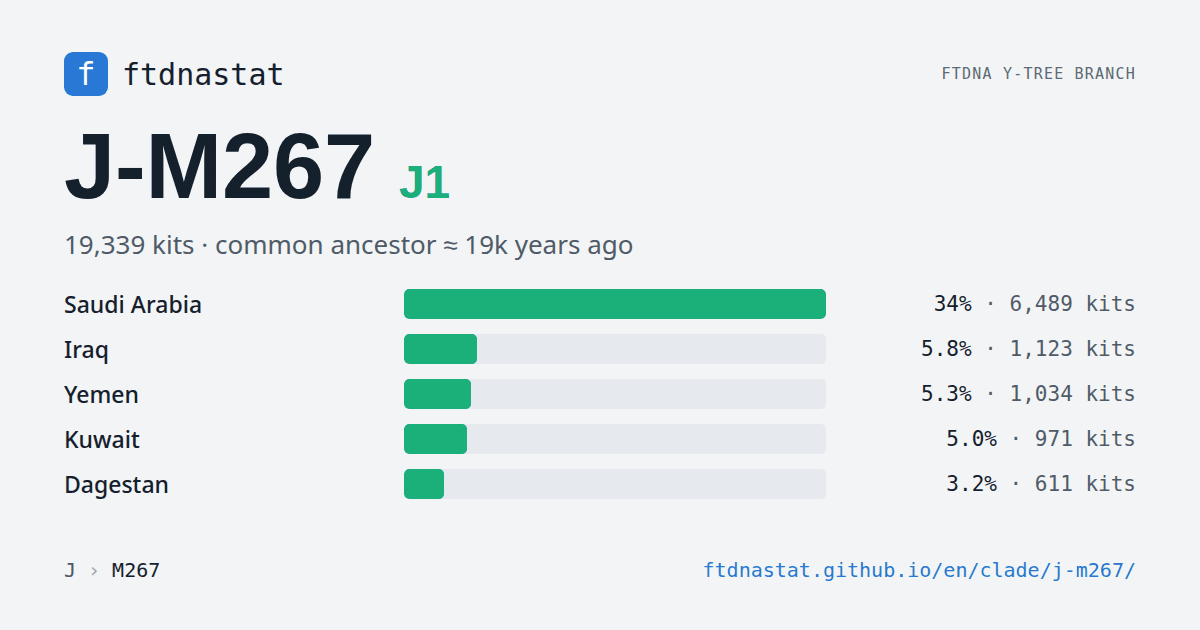 f ftdnastat
FTDNA Y-TREE BRANCH
J-M267 J1
19,339 kits · common ancestor ≈ 19k years ago
Saudi Arabia 34% · 6,489 kits
Iraq 5.8% · 1,123 kits
Yemen 5.3% · 1,034 kits
Kuwait 5.0% · 971 kits
Dagestan 3.2% · 611 kits
J › M267
ftdnastat.github.io/en/clade/j-m267/